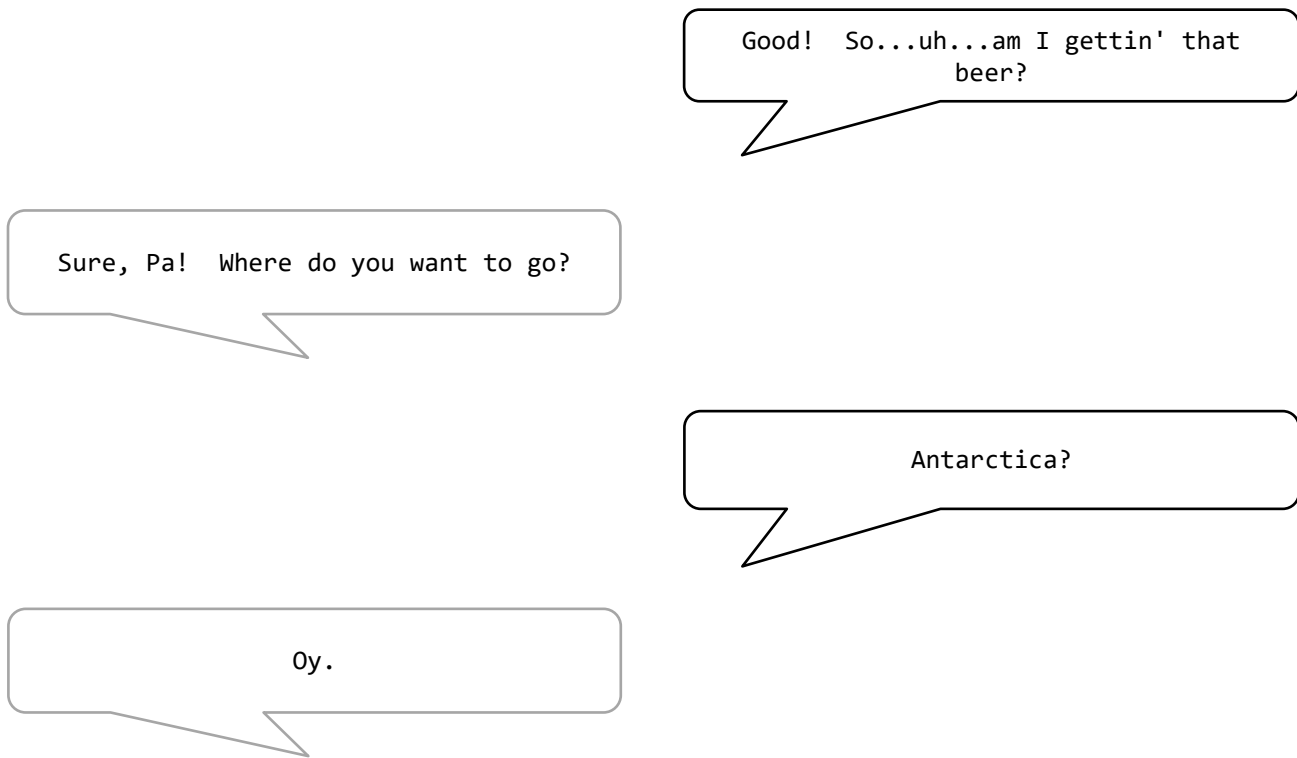 Good!  So...uh...am I gettin' that
beer?
Sure, Pa!  Where do you want to go?
Antarctica?
Oy.